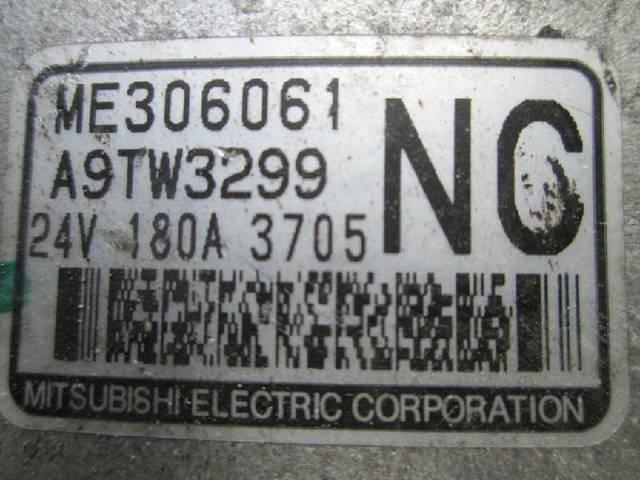 ME306061
A9TW3299
NC
24V 180A 3705
MITSUBISHI ELECTRIC CORPORATION